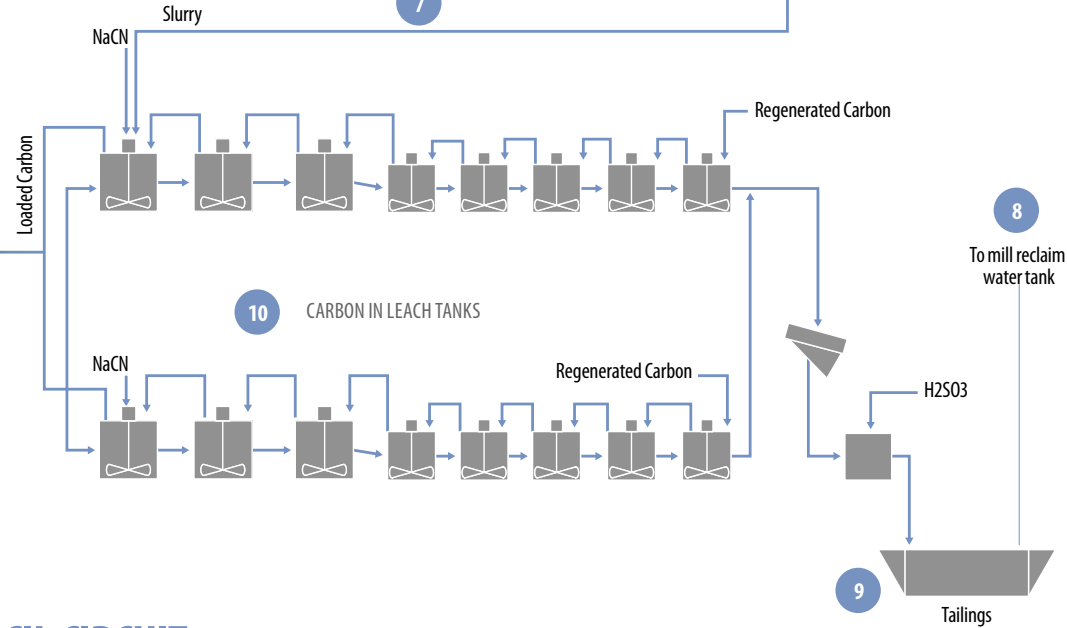 7
Slurry
NaCN
Regenerated Carbon
Loaded Carbon
8
To mill reclaim
water tank
10
CARBON IN LEACH TANKS
NaCN
Regenerated Carbon
H2SO3
9
Tailings
CIRCUIT